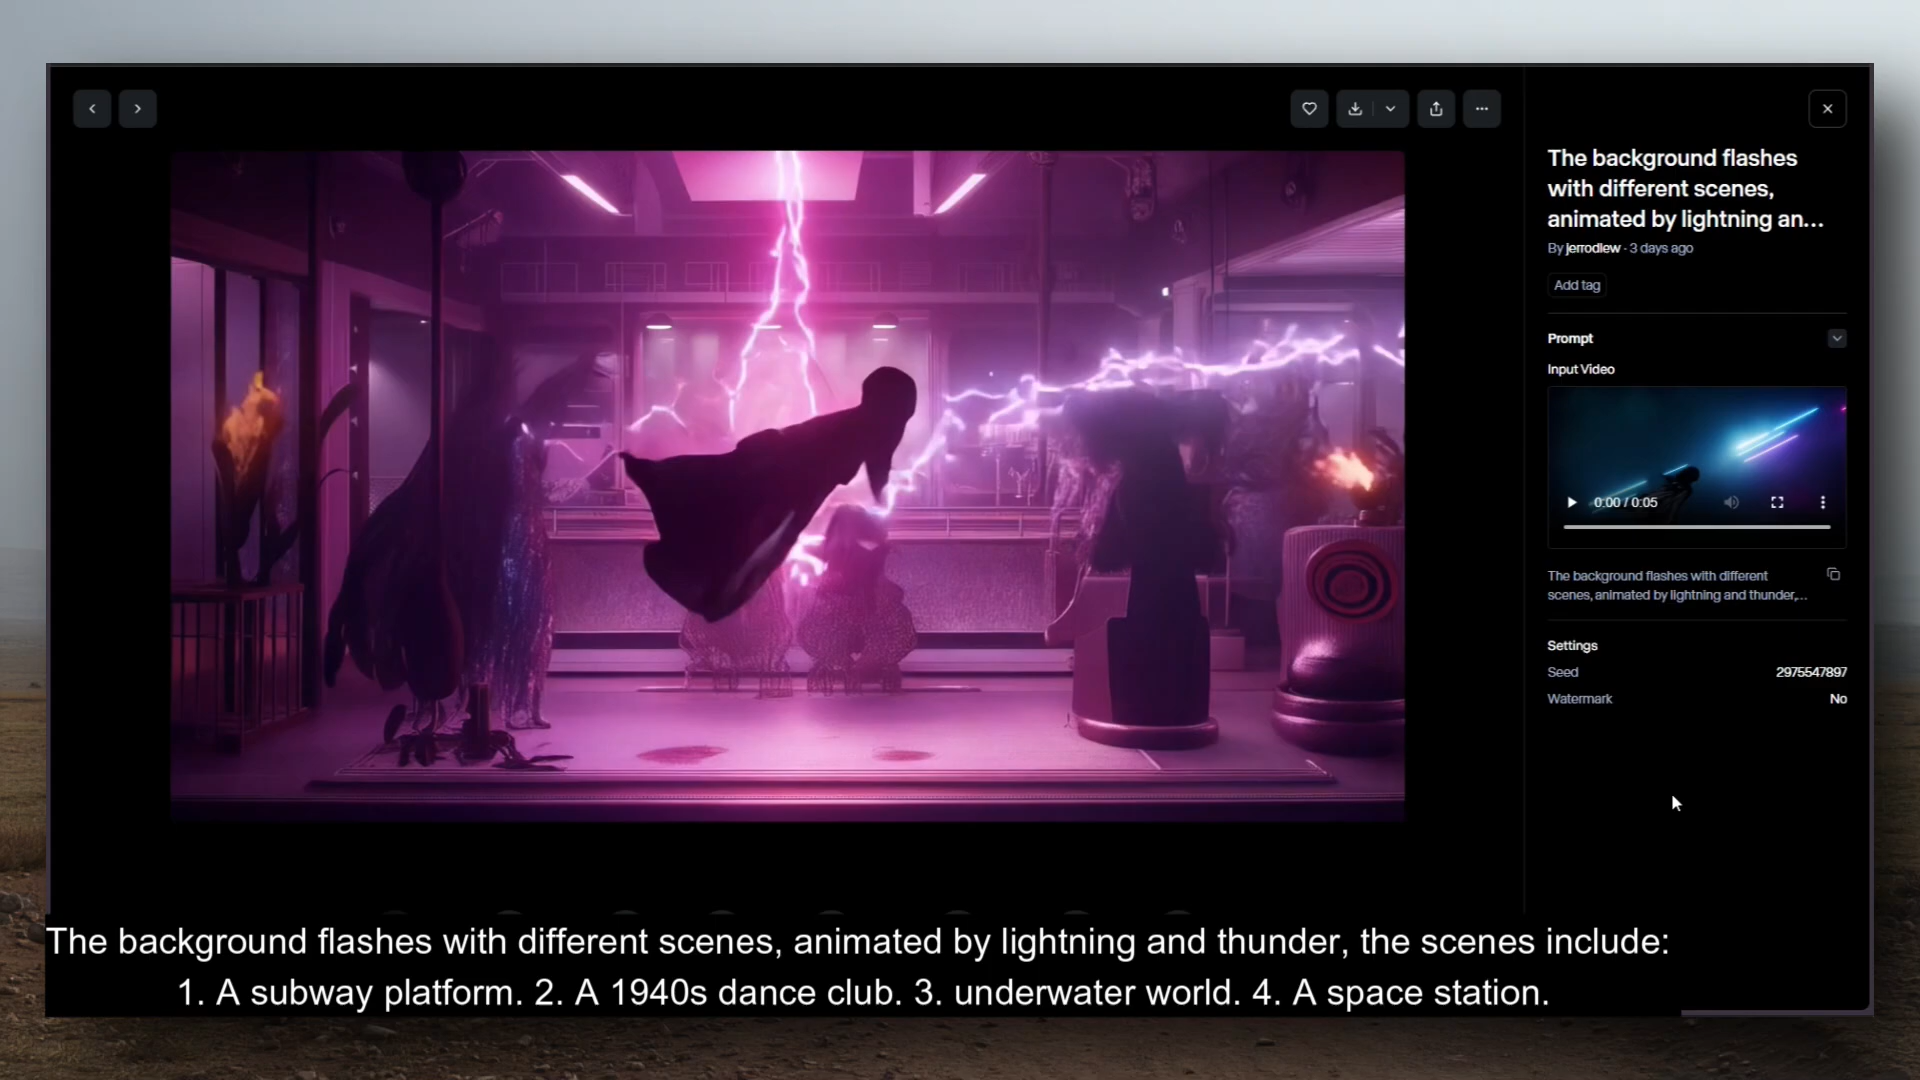 The background flashes
with different scenes,
animated by lightning an...
By jerrodlew · 3 days ago
Add tag
Prompt
Input Video
0:00 / 0:05
The background flashes with different
scenes, animated by lightning and thunder,...
Settings
Seed 2975547897
Watermark No
The background flashes with different scenes, animated by lightning and thunder, the scenes include:
1. A subway platform. 2. A 1940s dance club. 3. underwater world. 4. A space station.